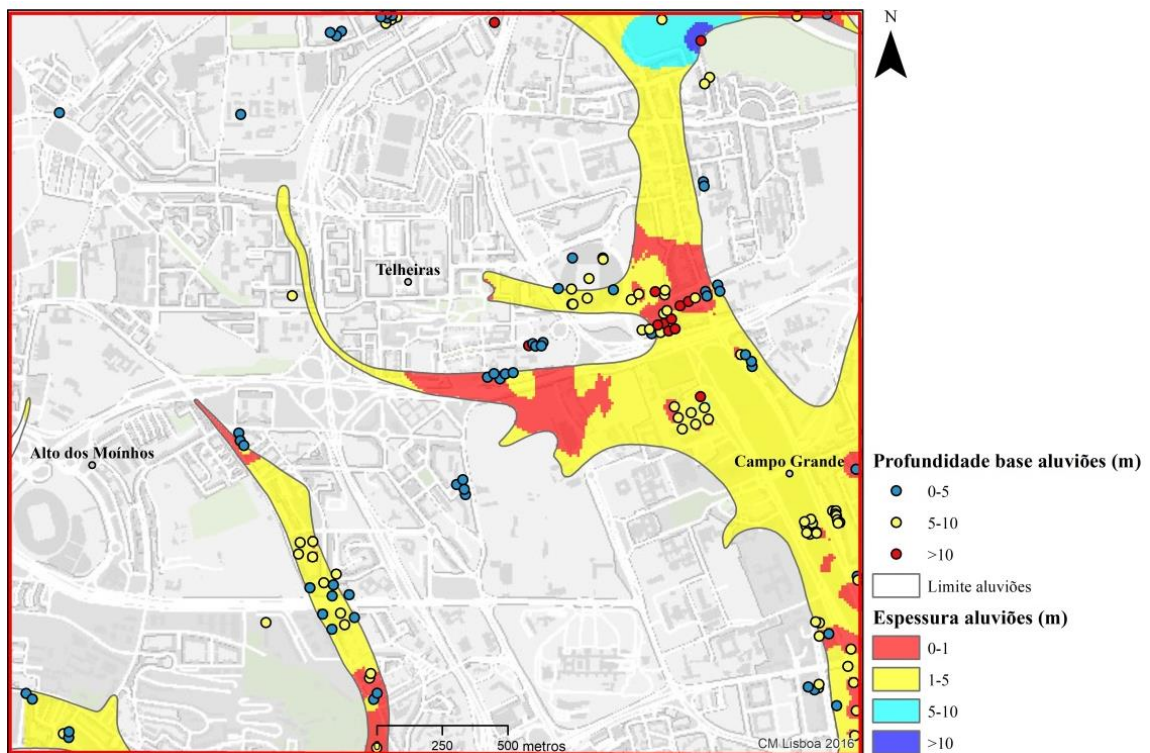 N
Telheiras
Alto dos Moínhos
Campo Grande
250 500 metros
CM Lisboa 2016
Profundidade base aluviões (m)
0-5
5-10
>10
Limite aluviões
Espessura aluviões (m)
0-1
1-5
5-10
>10